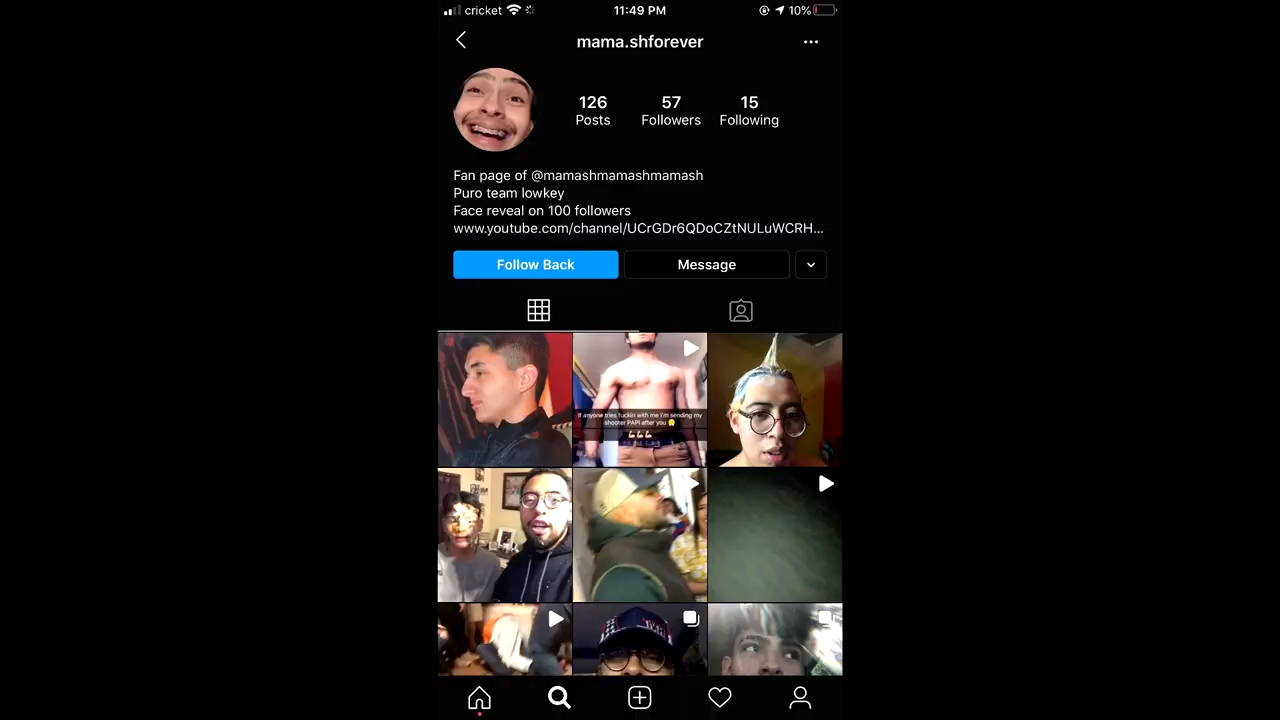 cricket 11:49 PM 10%
mama.shforever
126 57 15
Posts Followers Following
Fan page of @mamashmamashmamash
Puro team lowkey
Face reveal on 100 followers
www.youtube.com/channel/UCrGDr6QDoCZtNULuWCRH...
Follow Back Message
If anyone tries fuckin with me I'm sending my
shooter PAPI after you 🤫
💪💪💪